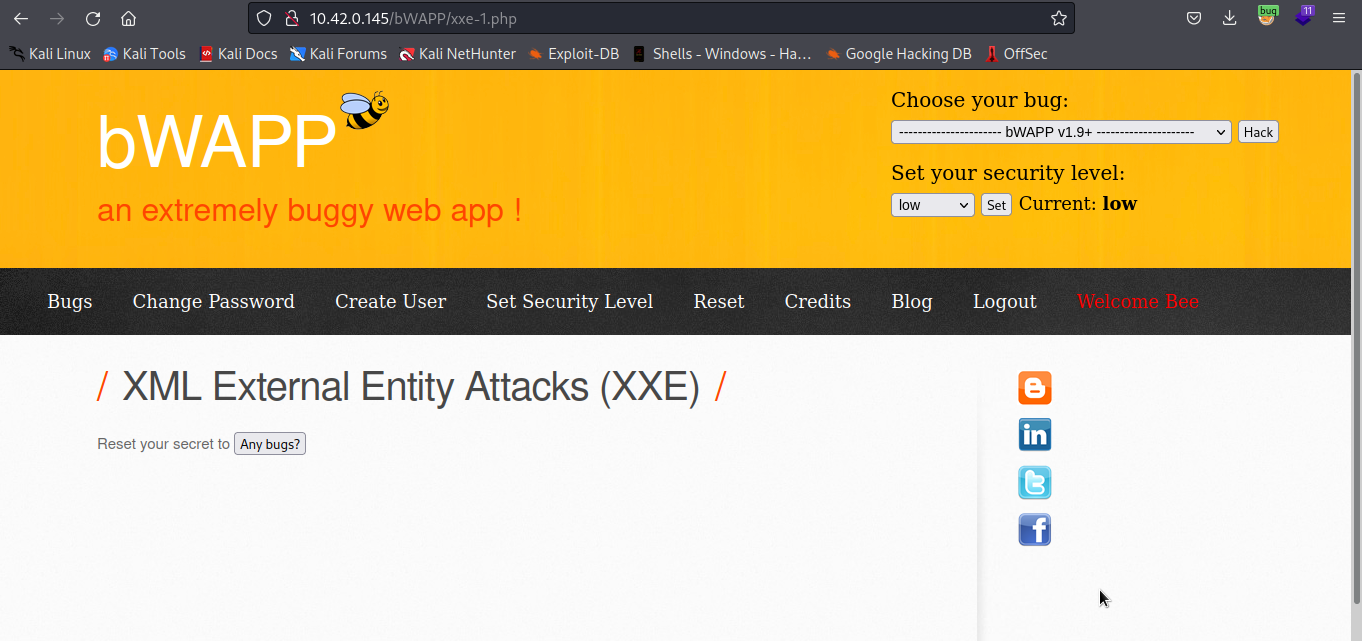 10.42.0.145/bWAPP/xxe-1.php
bug
11
Kali Linux Kali Tools Kali Docs Kali Forums Kali NetHunter Exploit-DB Shells - Windows - Ha… Google Hacking DB OffSec
bWAPP
an extremely buggy web app !
Choose your bug:
---------------------- bWAPP v1.9+ --------------------- Hack
Set your security level:
low Set Current: low
Bugs Change Password Create User Set Security Level Reset Credits Blog Logout Welcome Bee
/ XML External Entity Attacks (XXE) /
Reset your secret to Any bugs?
in
t
f